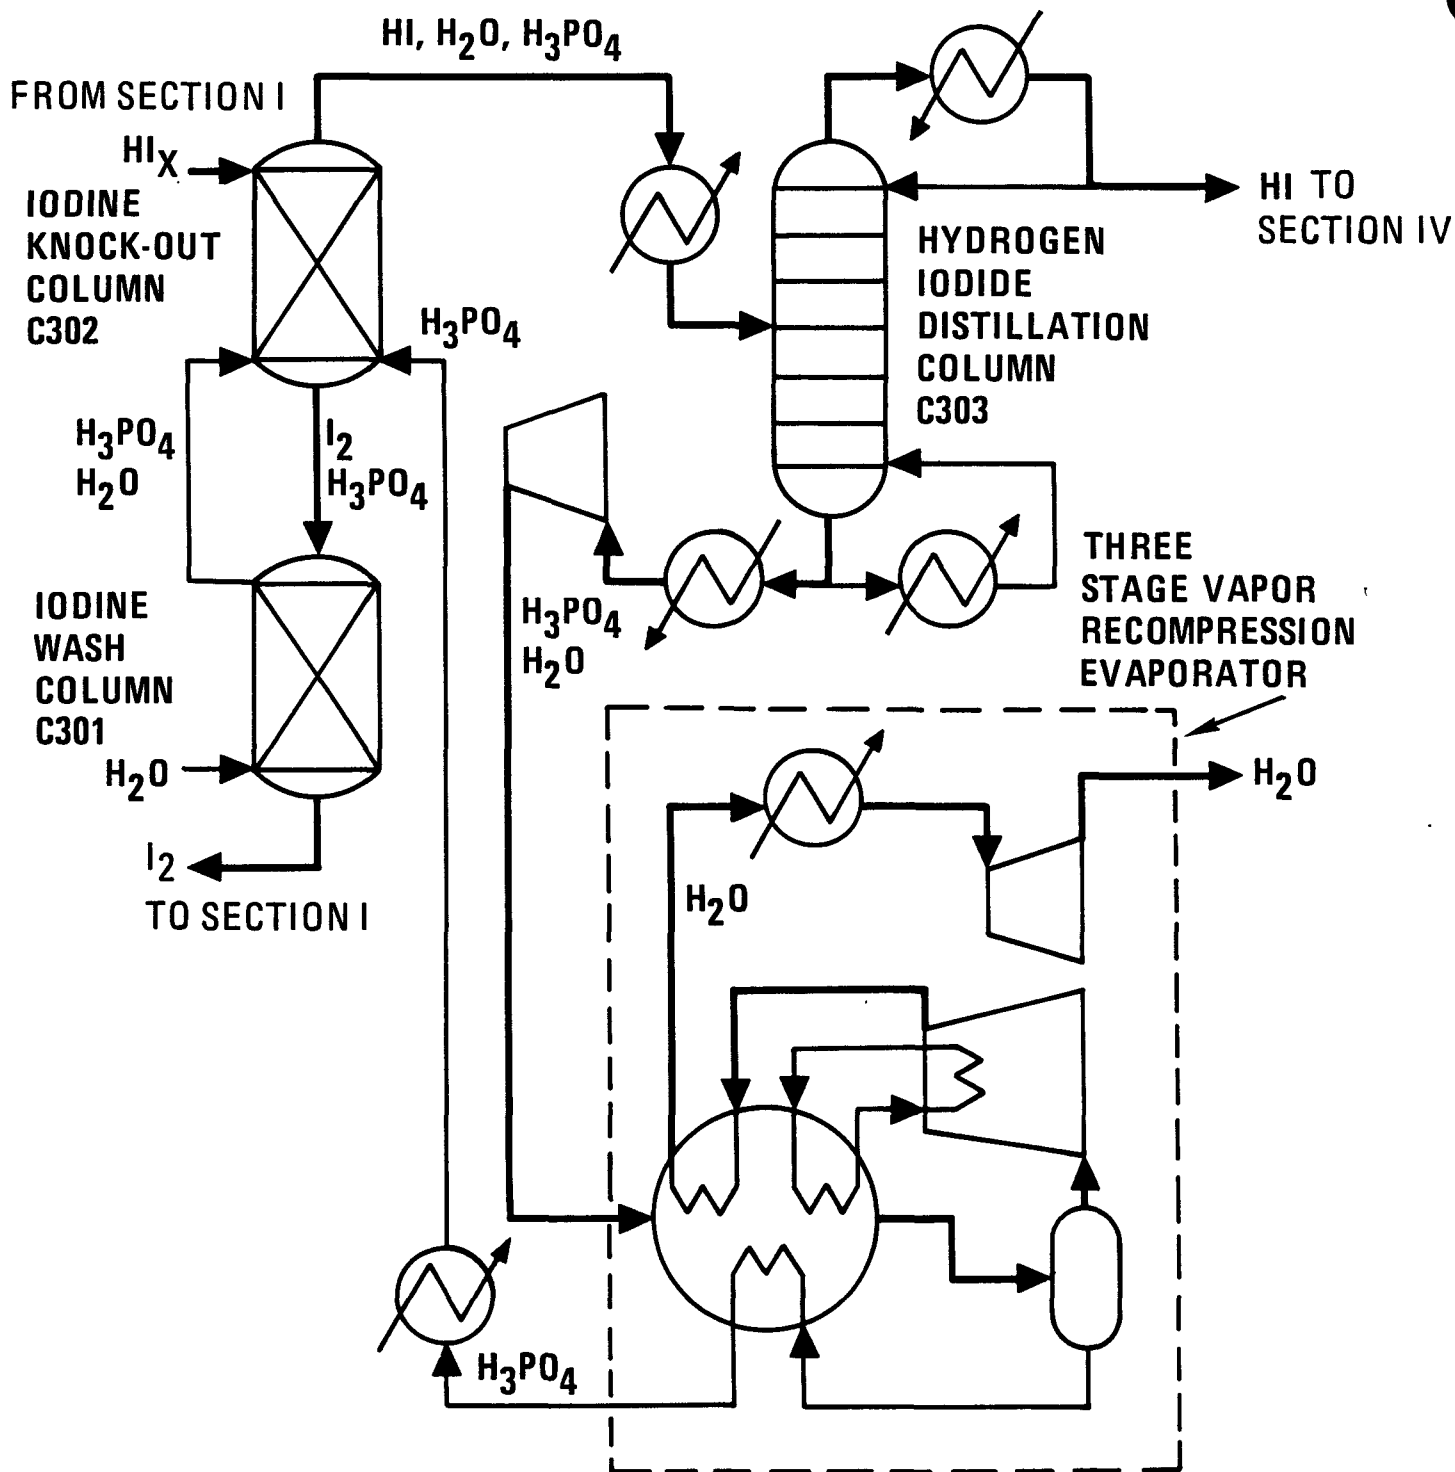 HI, H2O, H3PO4
FROM SECTION I
HIX
IODINE
KNOCK-OUT
COLUMN
C302
H3PO4
H3PO4
H2O
I2
H3PO4
IODINE
WASH
COLUMN
C301
H2O
I2
TO SECTION I
HI TO
SECTION IV
HYDROGEN
IODIDE
DISTILLATION
COLUMN
C303
H3PO4
H2O
THREE
STAGE VAPOR
RECOMPRESSION
EVAPORATOR
H2O
H2O
H3PO4